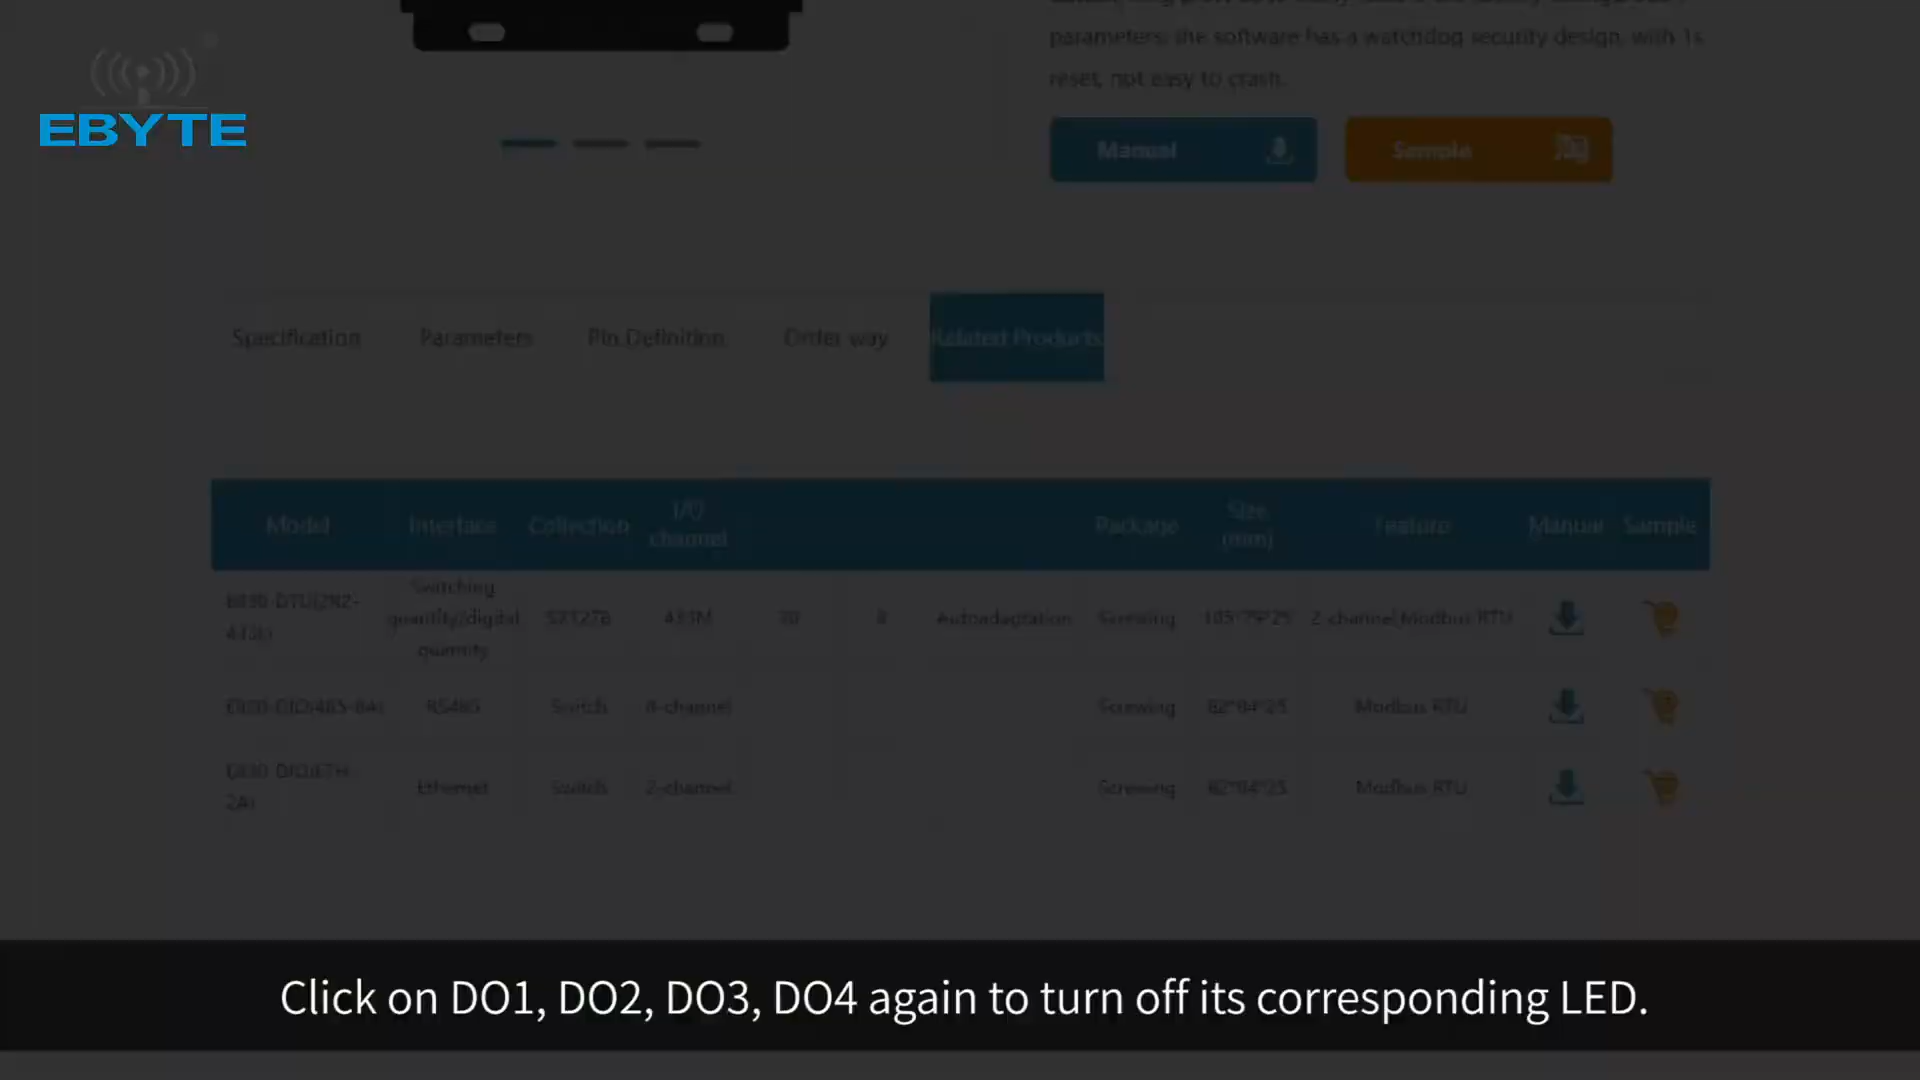 parameters, the software has a watchdog security design, with 1s
reset, not easy to crash.
EBYTE
Manual
Sample
Specification
Parameters
Pin Definition
Order way
Related Products
Model
Interface
Collection
I/O channel
Package
Size (mm)
Feature
Manual
Sample
Switching
quantity/digital
quantity
433M
Autoadaptation
Screwing
2-channel Modbus RTU
RS485
Switch
Screwing
Modbus RTU
Ethernet
Switch
2-channel
Screwing
Modbus RTU
Click on DO1, DO2, DO3, DO4 again to turn off its corresponding LED.